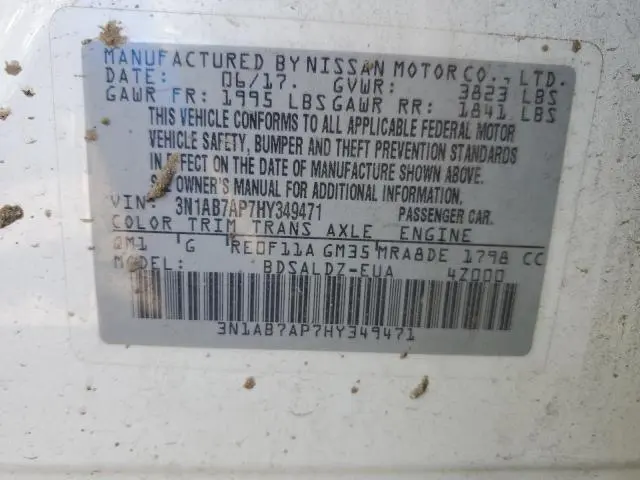 MANUFACTURED BY NISSAN MOTOR CO., LTD.
DATE: 06/17. GVWR: 3823 LBS
GAWR FR: 1995 LBS GAWR RR: 1841 LBS
THIS VEHICLE CONFORMS TO ALL APPLICABLE FEDERAL MOTOR
VEHICLE SAFETY, BUMPER AND THEFT PREVENTION STANDARDS
IN EFFECT ON THE DATE OF MANUFACTURE SHOWN ABOVE.
SEE OWNER'S MANUAL FOR ADDITIONAL INFORMATION.
VIN: 3N1AB7AP7HY349471 PASSENGER CAR.
COLOR TRIM TRANS AXLE ENGINE
QM1 G RE0F11A GM35 MRA8DE 1798 CC
MODEL: BDSALDZ-EUA 4Z000
3N1AB7AP7HY349471